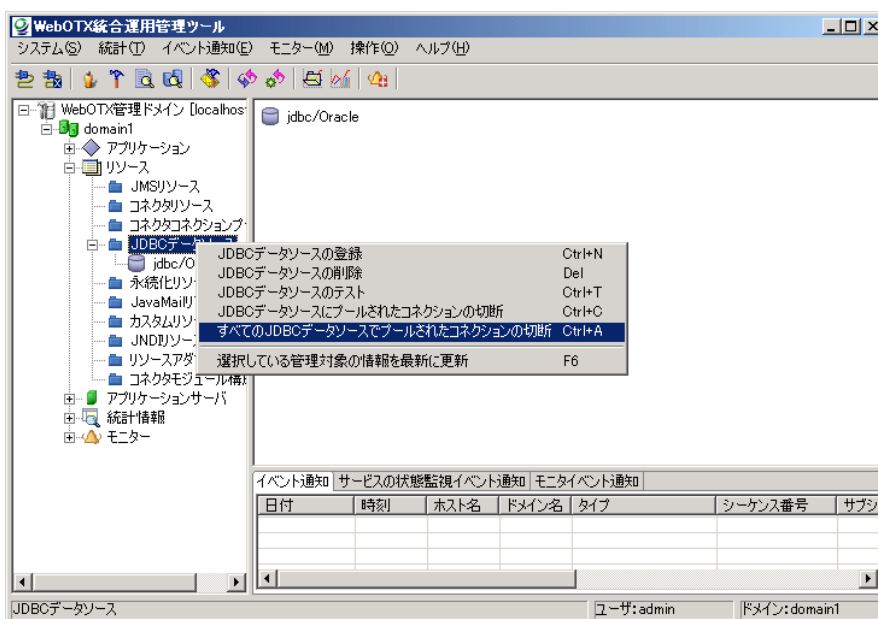 WebOTX統合運用管理ツール
システム(S) 統計(T) イベント通知(E) モニター(M) 操作(O) ヘルプ(H)
WebOTX管理ドメイン [localhos
domain1
アプリケーション
リソース
JMSリソース
コネクタリソース
コネクタコネクションプ
JDBCデータソース
jdbc/O
永続化リソ
JavaMailリ
カスタムリソ
JNDIリソー
リソースアダ
コネクタモジュール構
アプリケーションサーバ
統計情報
モニター
jdbc/Oracle
JDBCデータソースの登録 Ctrl+N
JDBCデータソースの削除 Del
JDBCデータソースのテスト Ctrl+T
JDBCデータソースにプールされたコネクションの切断 Ctrl+C
すべてのJDBCデータソースでプールされたコネクションの切断 Ctrl+A
選択している管理対象の情報を最新に更新 F6
イベント通知 サービスの状態監視イベント通知 モニタイベント通知
日付 時刻 ホスト名 ドメイン名 タイプ シーケンス番号 サブシ
JDBCデータソース ユーザ:admin ドメイン:domain1